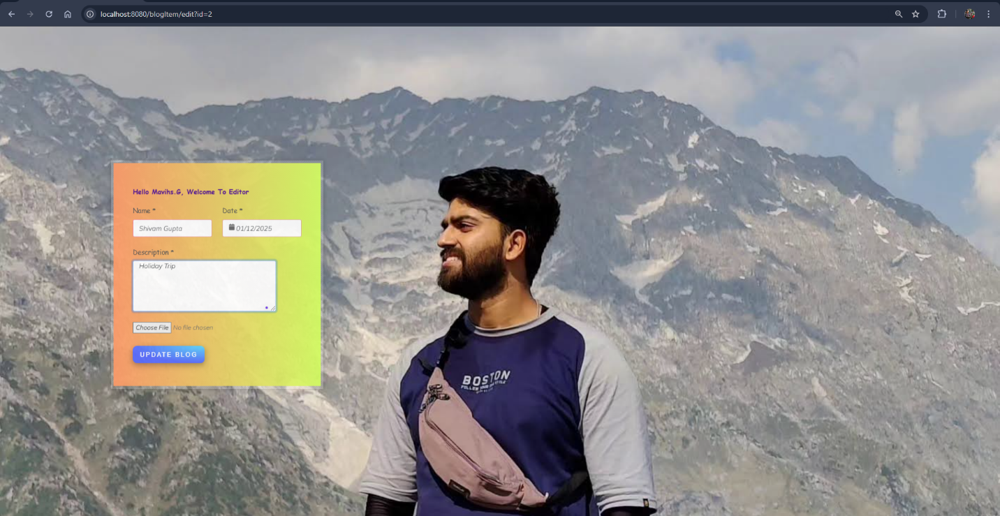 localhost:8080/blogItem/edit?id=2
Hello Mavihs.G, Welcome To Editor
Name * Date *
Shivam Gupta 01/12/2025
Description *
Holiday Trip
Choose File No file chosen
UPDATE BLOG
BOSTON